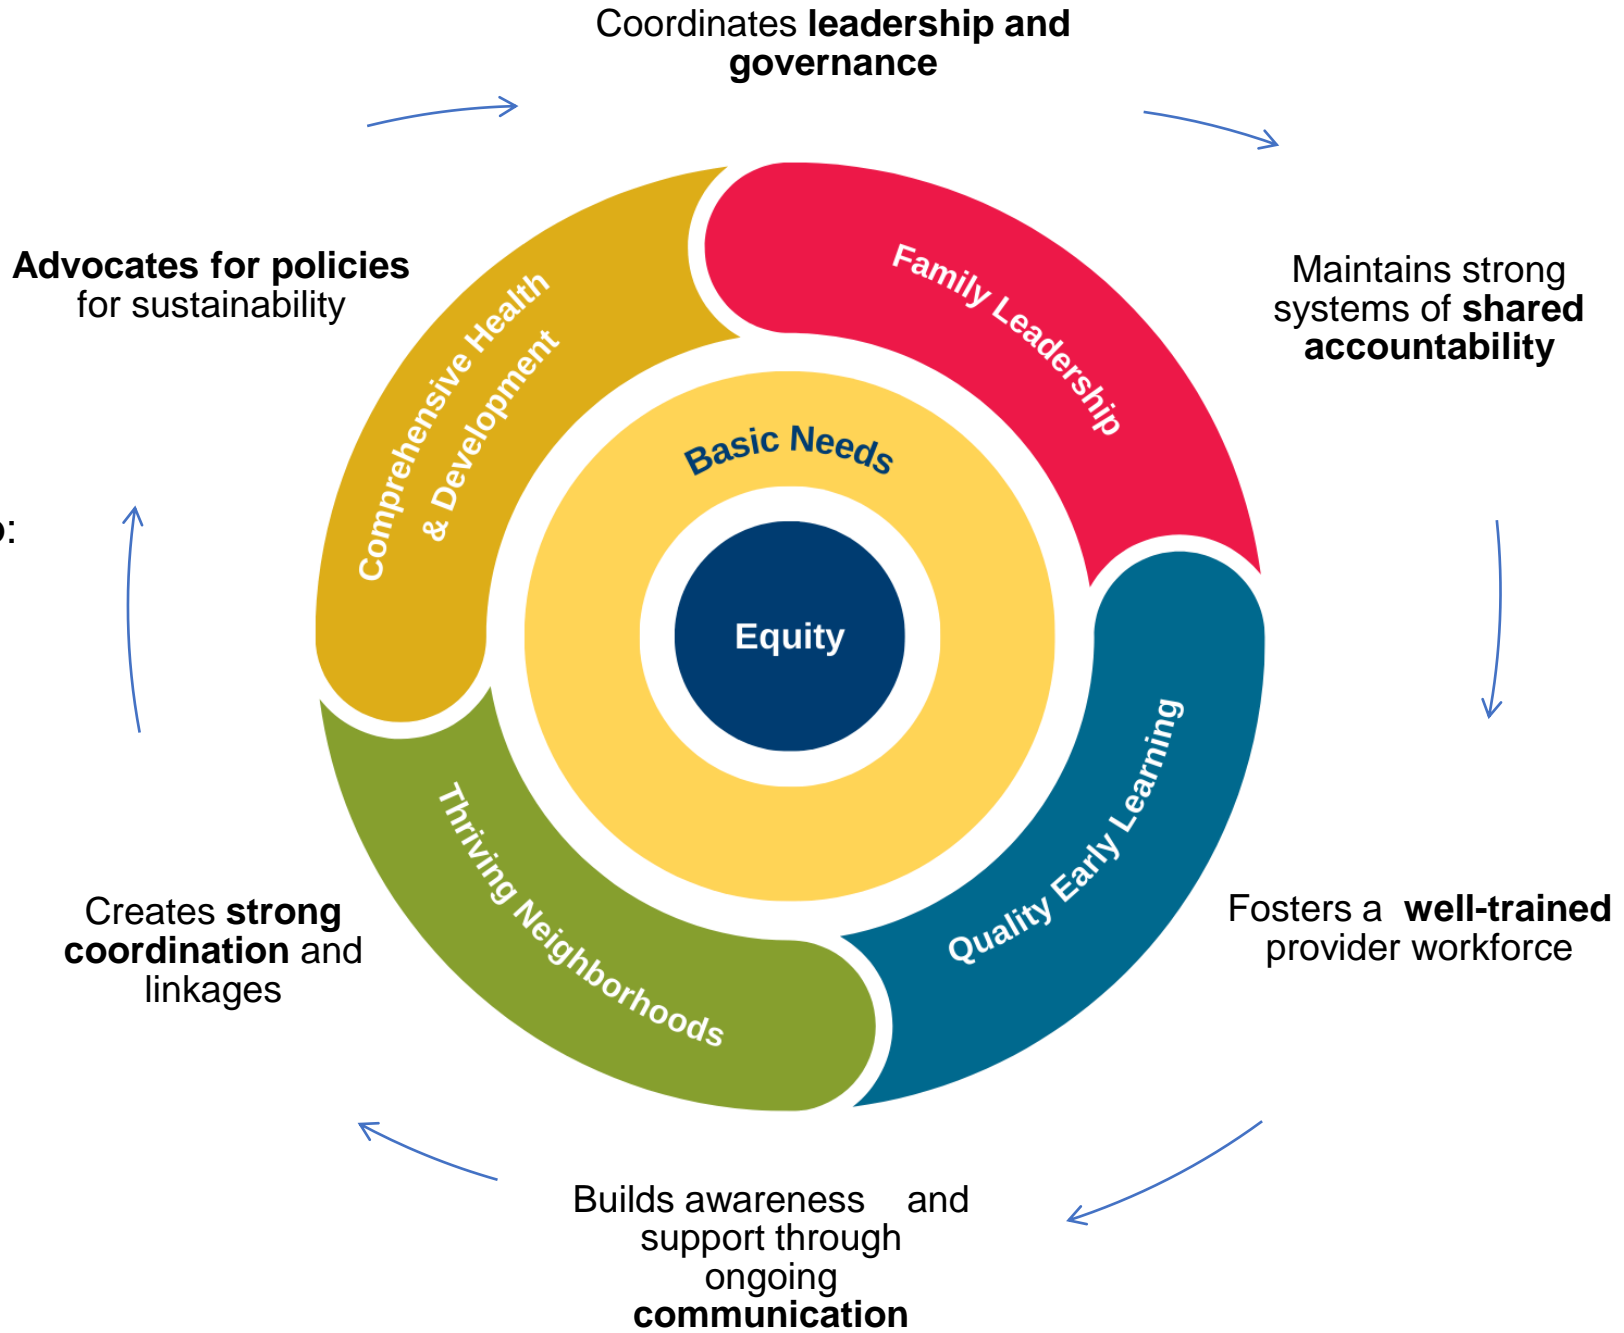 Coordinates leadership and
governance
Maintains strong
systems of shared
accountability
Fosters a well-trained
provider workforce
Builds awareness and
support through
ongoing
communication
Creates strong
coordination and
linkages
Advocates for policies
for sustainability
Family Leadership
Quality Early Learning
Thriving Neighborhoods
Comprehensive Health
& Development
Basic Needs
Equity